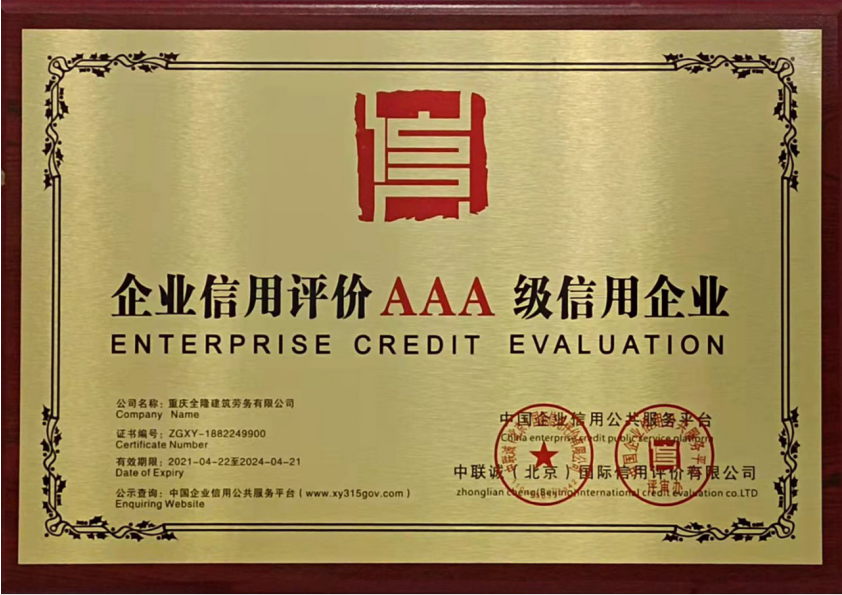 信
企业信用评价AAA 级信用企业
ENTERPRISE CREDIT EVALUATION
公司名称：重庆全隆建筑劳务有限公司
Company Name
证书编号：ZGXY-1882249900
Certificate Number
有效期限：2021-04-22至2024-04-21
Date of Expiry
公示查询：中国企业信用公共服务平台（www.xy315gov.com）
Enquiring Website
中国企业信用公共服务平台
China enterprise credit public service platform
中联诚（北京）国际信用评价有限公司
zhonglian cheng(Beijing)international credit evaluation co.LTD
评审办